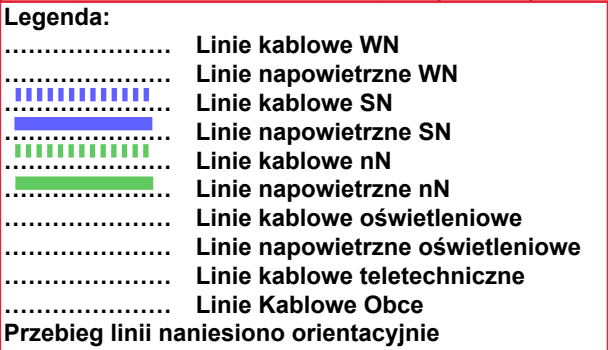 Legenda:
………………… Linie kablowe WN
………………… Linie napowietrzne WN
………………… Linie kablowe SN
………………… Linie napowietrzne SN
………………… Linie kablowe nN
………………… Linie napowietrzne nN
………………… Linie kablowe oświetleniowe
………………… Linie napowietrzne oświetleniowe
………………… Linie kablowe teletechniczne
………………… Linie Kablowe Obce
Przebieg linii naniesiono orientacyjnie